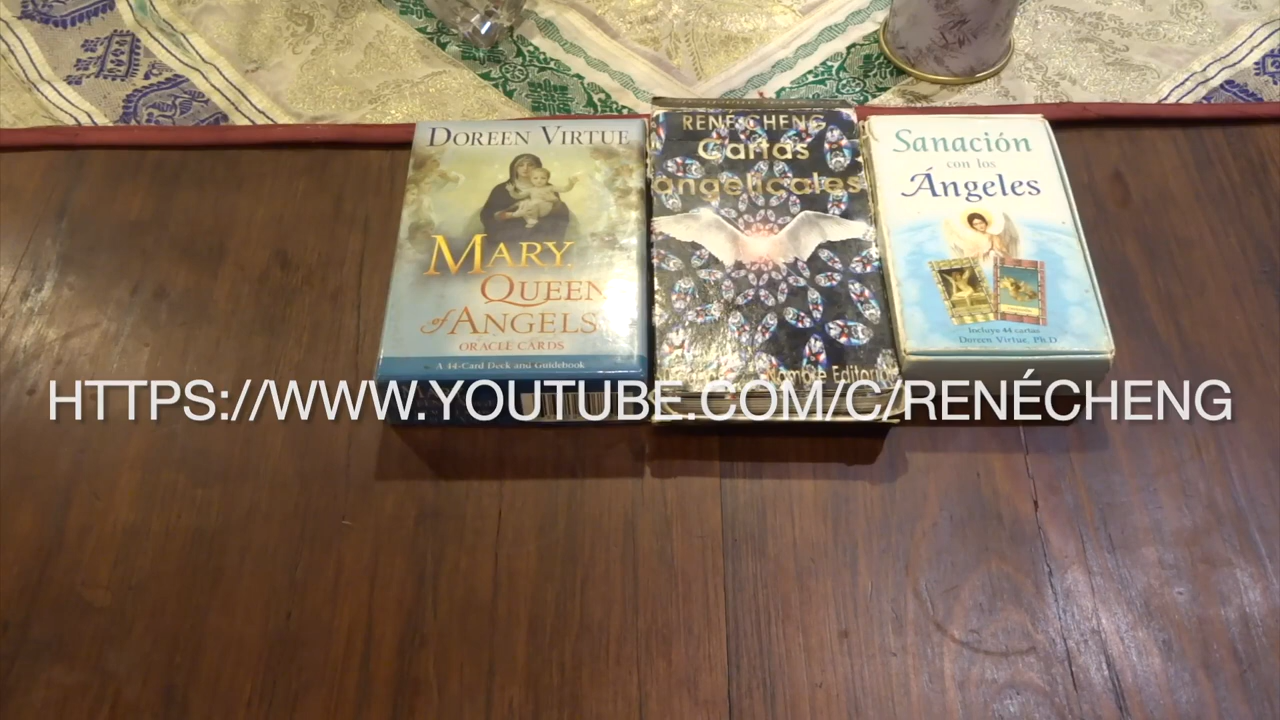 DOREEN VIRTUE
MARY,
QUEEN
of ANGELS
ORACLE CARDS
A 44-Card Deck and Guidebook
RENÉ CHENG
Cartas
angelicales
Editorial
Sanación
con los
Ángeles
Incluye 44 cartas
Doreen Virtue, Ph.D
HTTPS://WWW.YOUTUBE.COM/C/RENÉCHENG